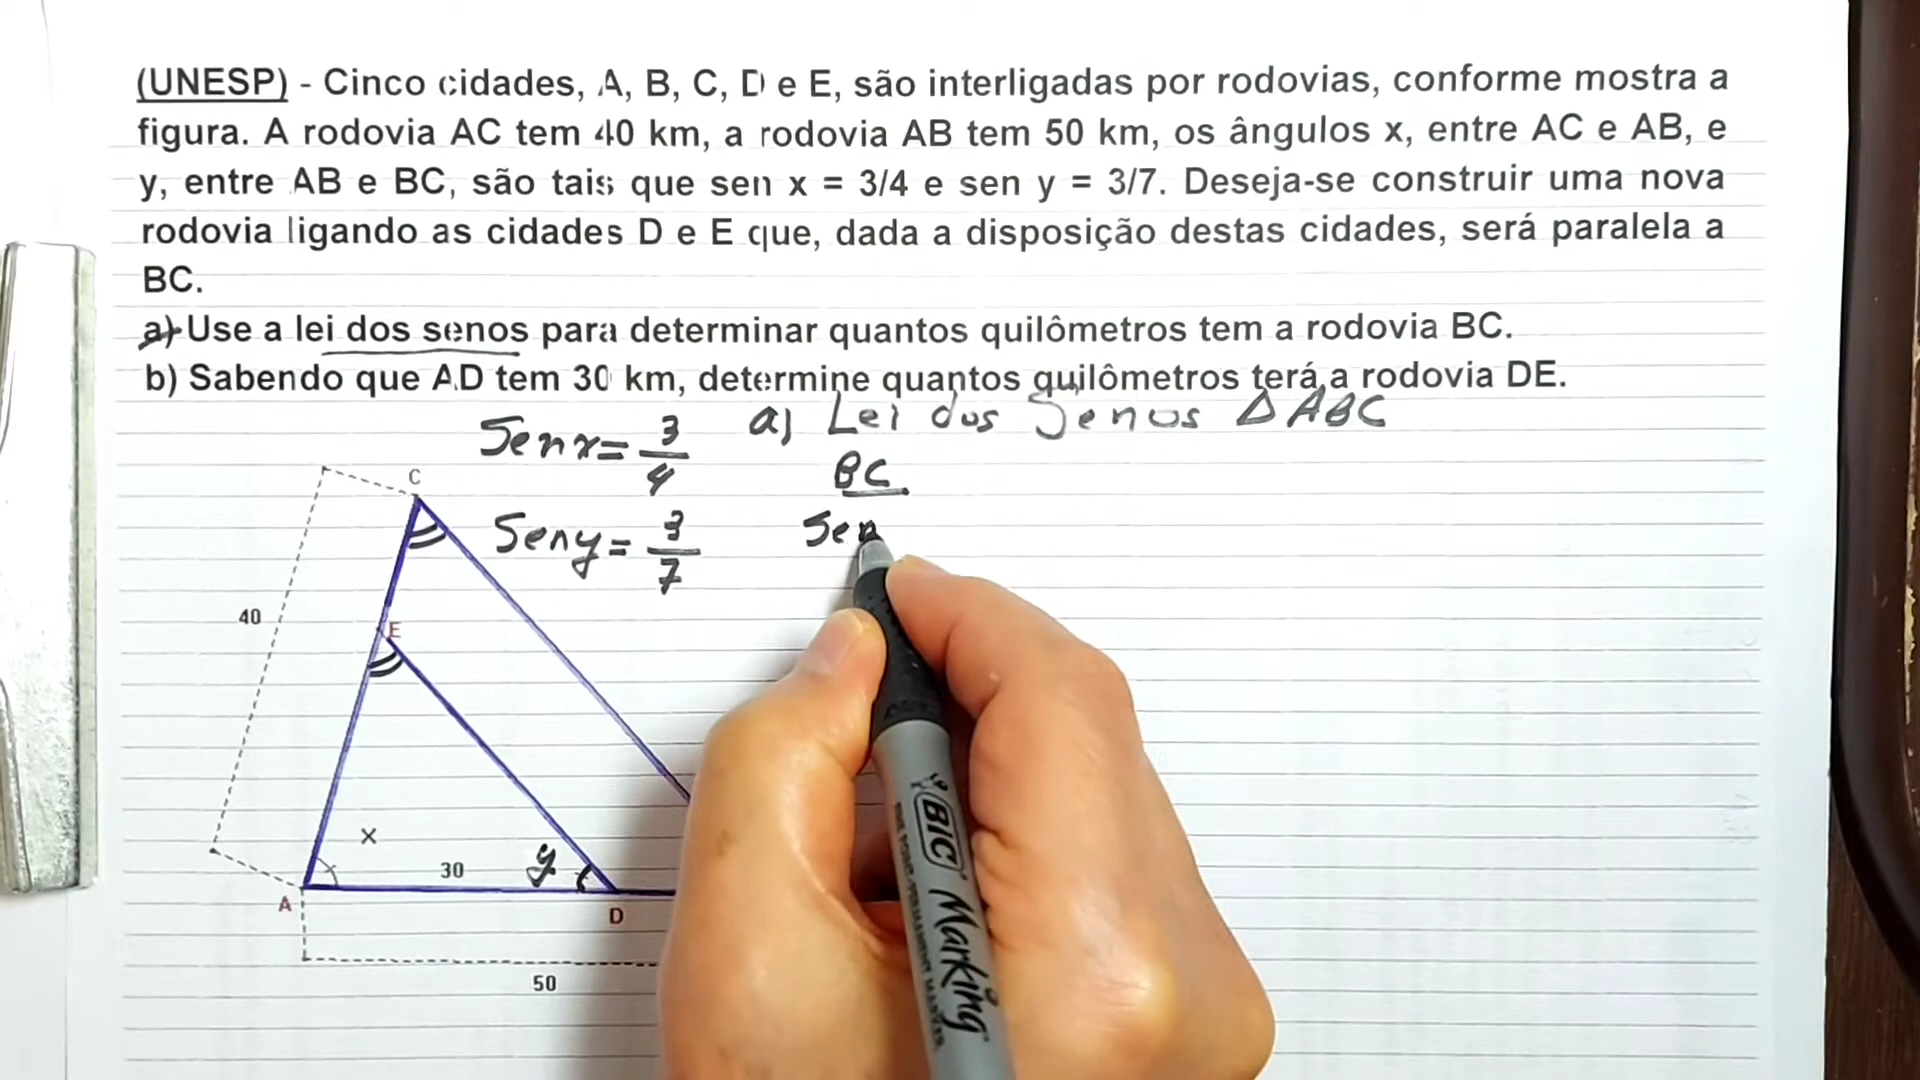 (UNESP) - Cinco cidades, A, B, C, D e E, são interligadas por rodovias, conforme mostra a
figura. A rodovia AC tem 40 km, a rodovia AB tem 50 km, os ângulos x, entre AC e AB, e
y, entre AB e BC, são tais que sen x = 3/4 e sen y = 3/7. Deseja-se construir uma nova
rodovia ligando as cidades D e E que, dada a disposição destas cidades, será paralela a
BC.
a) Use a lei dos senos para determinar quantos quilômetros tem a rodovia BC.
b) Sabendo que AD tem 30 km, determine quantos quilômetros terá a rodovia DE.
Sen x = 3/4
a) Lei dos Senos Δ ABC
BC
Sen
Sen y = 3/7
C
40
E
x
30
y
A
D
50
BIC Marking